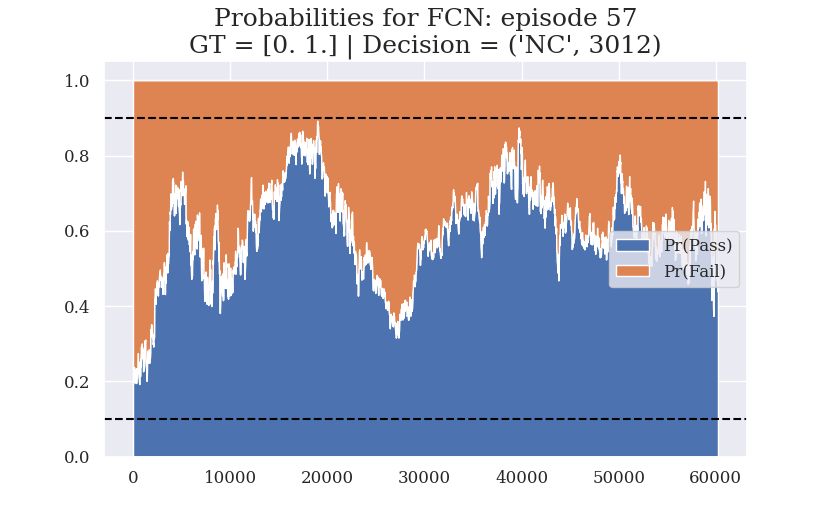 Probabilities for FCN: episode 57
GT = [0. 1.] | Decision = ('NC', 3012)
1.0
0.8
0.6
0.4
0.2
0.0
Pr(Pass)
Pr(Fail)
0 10000 20000 30000 40000 50000 60000